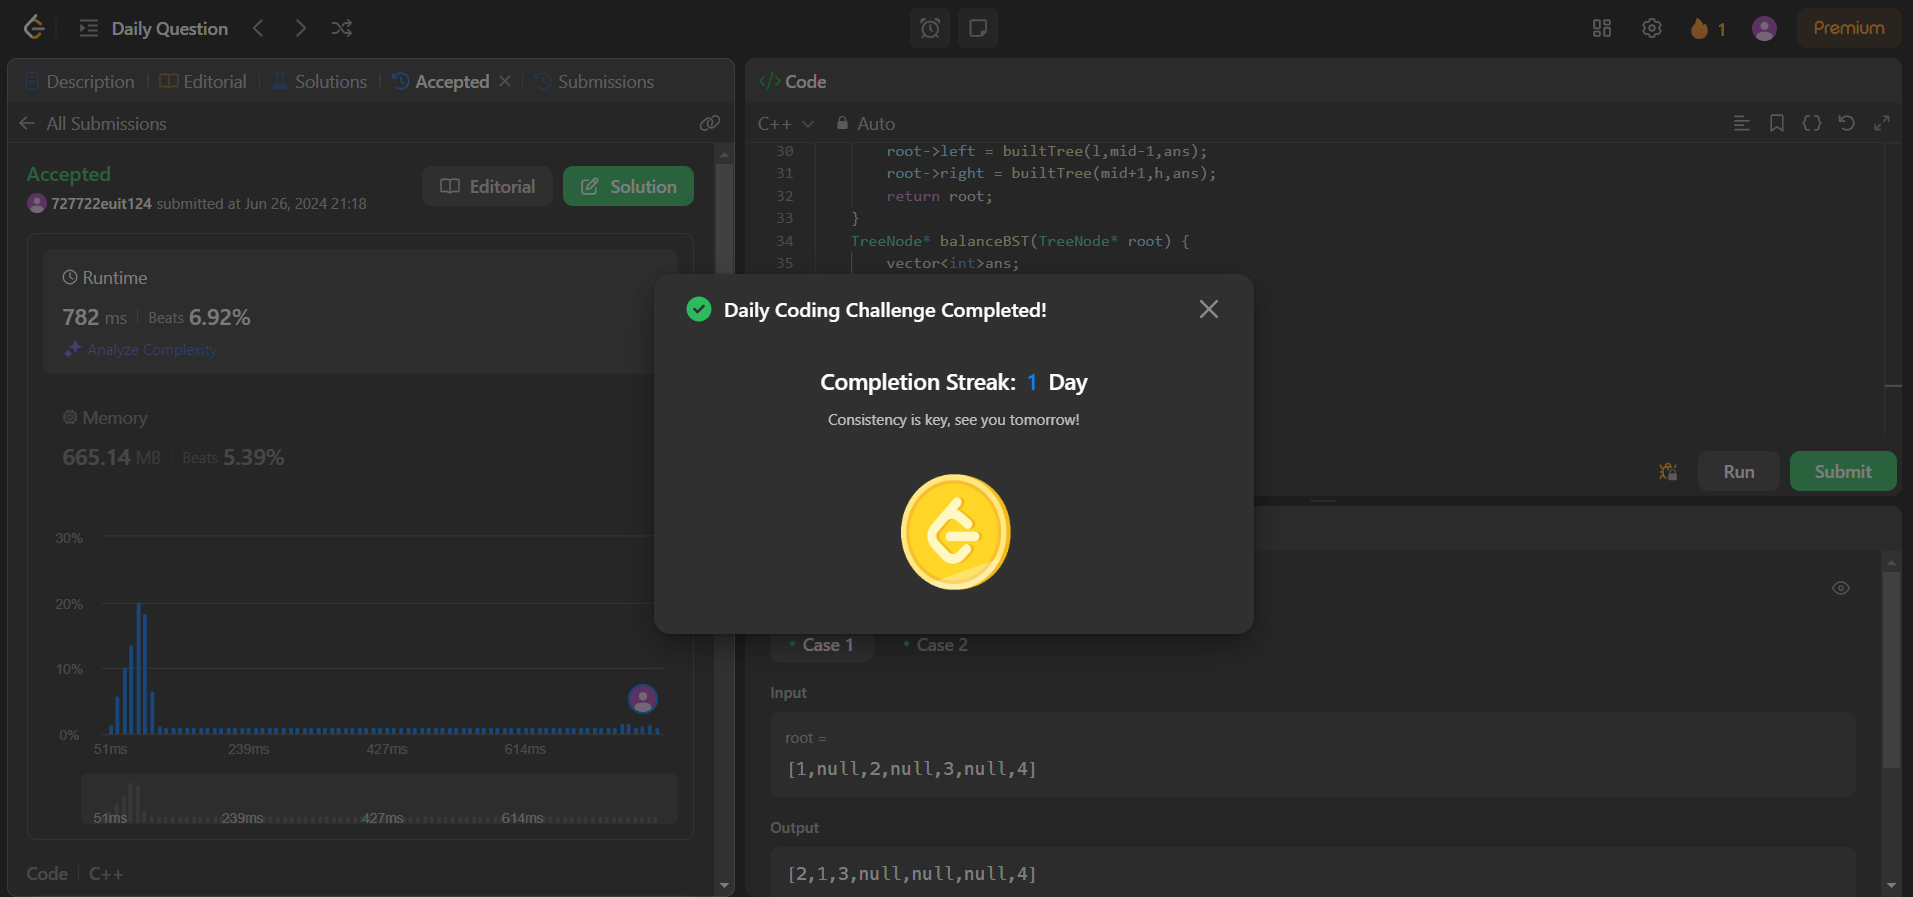 Daily Question
1
Premium
Description
Editorial
Solutions
Accepted
Submissions
All Submissions
Accepted
727722euit124 submitted at Jun 26, 2024 21:18
Editorial
Solution
Runtime
782 ms
Beats 6.92%
Analyze Complexity
Memory
665.14 MB
Beats 5.39%
30%
20%
10%
0%
51ms 239ms 427ms 614ms
51ms 239ms 427ms 614ms
Code
C++
</> Code
C++
Auto
30 root->left = builtTree(l,mid-1,ans);
31 root->right = builtTree(mid+1,h,ans);
32 return root;
33 }
34 TreeNode* balanceBST(TreeNode* root) {
35 vector<int>ans;
Daily Coding Challenge Completed!
Completion Streak: 1 Day
Consistency is key, see you tomorrow!
Run
Submit
Case 1
Case 2
Input
root =
[1,null,2,null,3,null,4]
Output
[2,1,3,null,null,null,4]